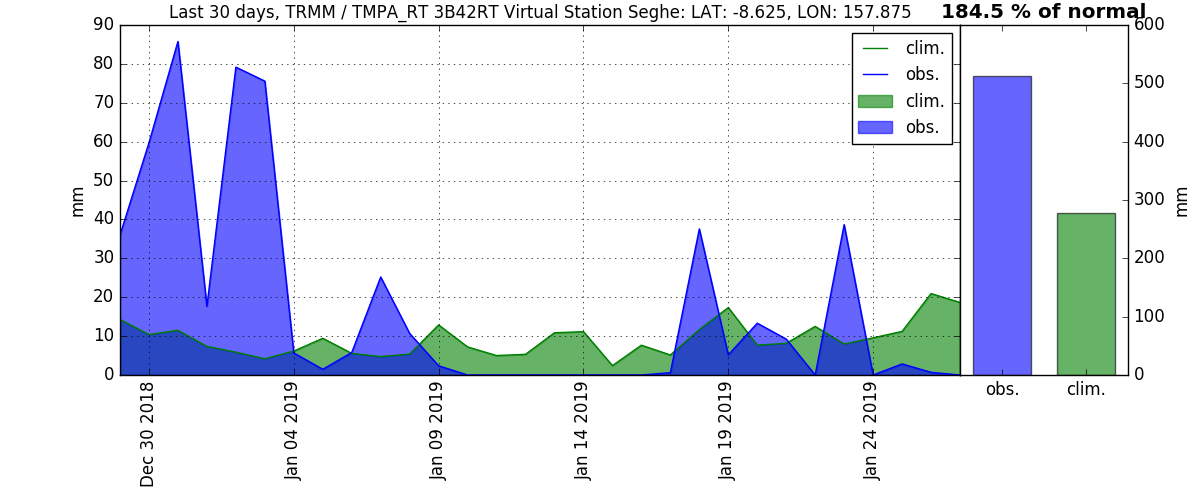 Last 30 days, TRMM / TMPA_RT 3B42RT Virtual Station Seghe: LAT: -8.625, LON: 157.875
184.5 % of normal
90
80
70
60
50
40
30
20
10
0
mm
clim.
obs.
clim.
obs.
600
500
400
300
200
100
0
mm
Dec 30 2018
Jan 04 2019
Jan 09 2019
Jan 14 2019
Jan 19 2019
Jan 24 2019
obs.
clim.